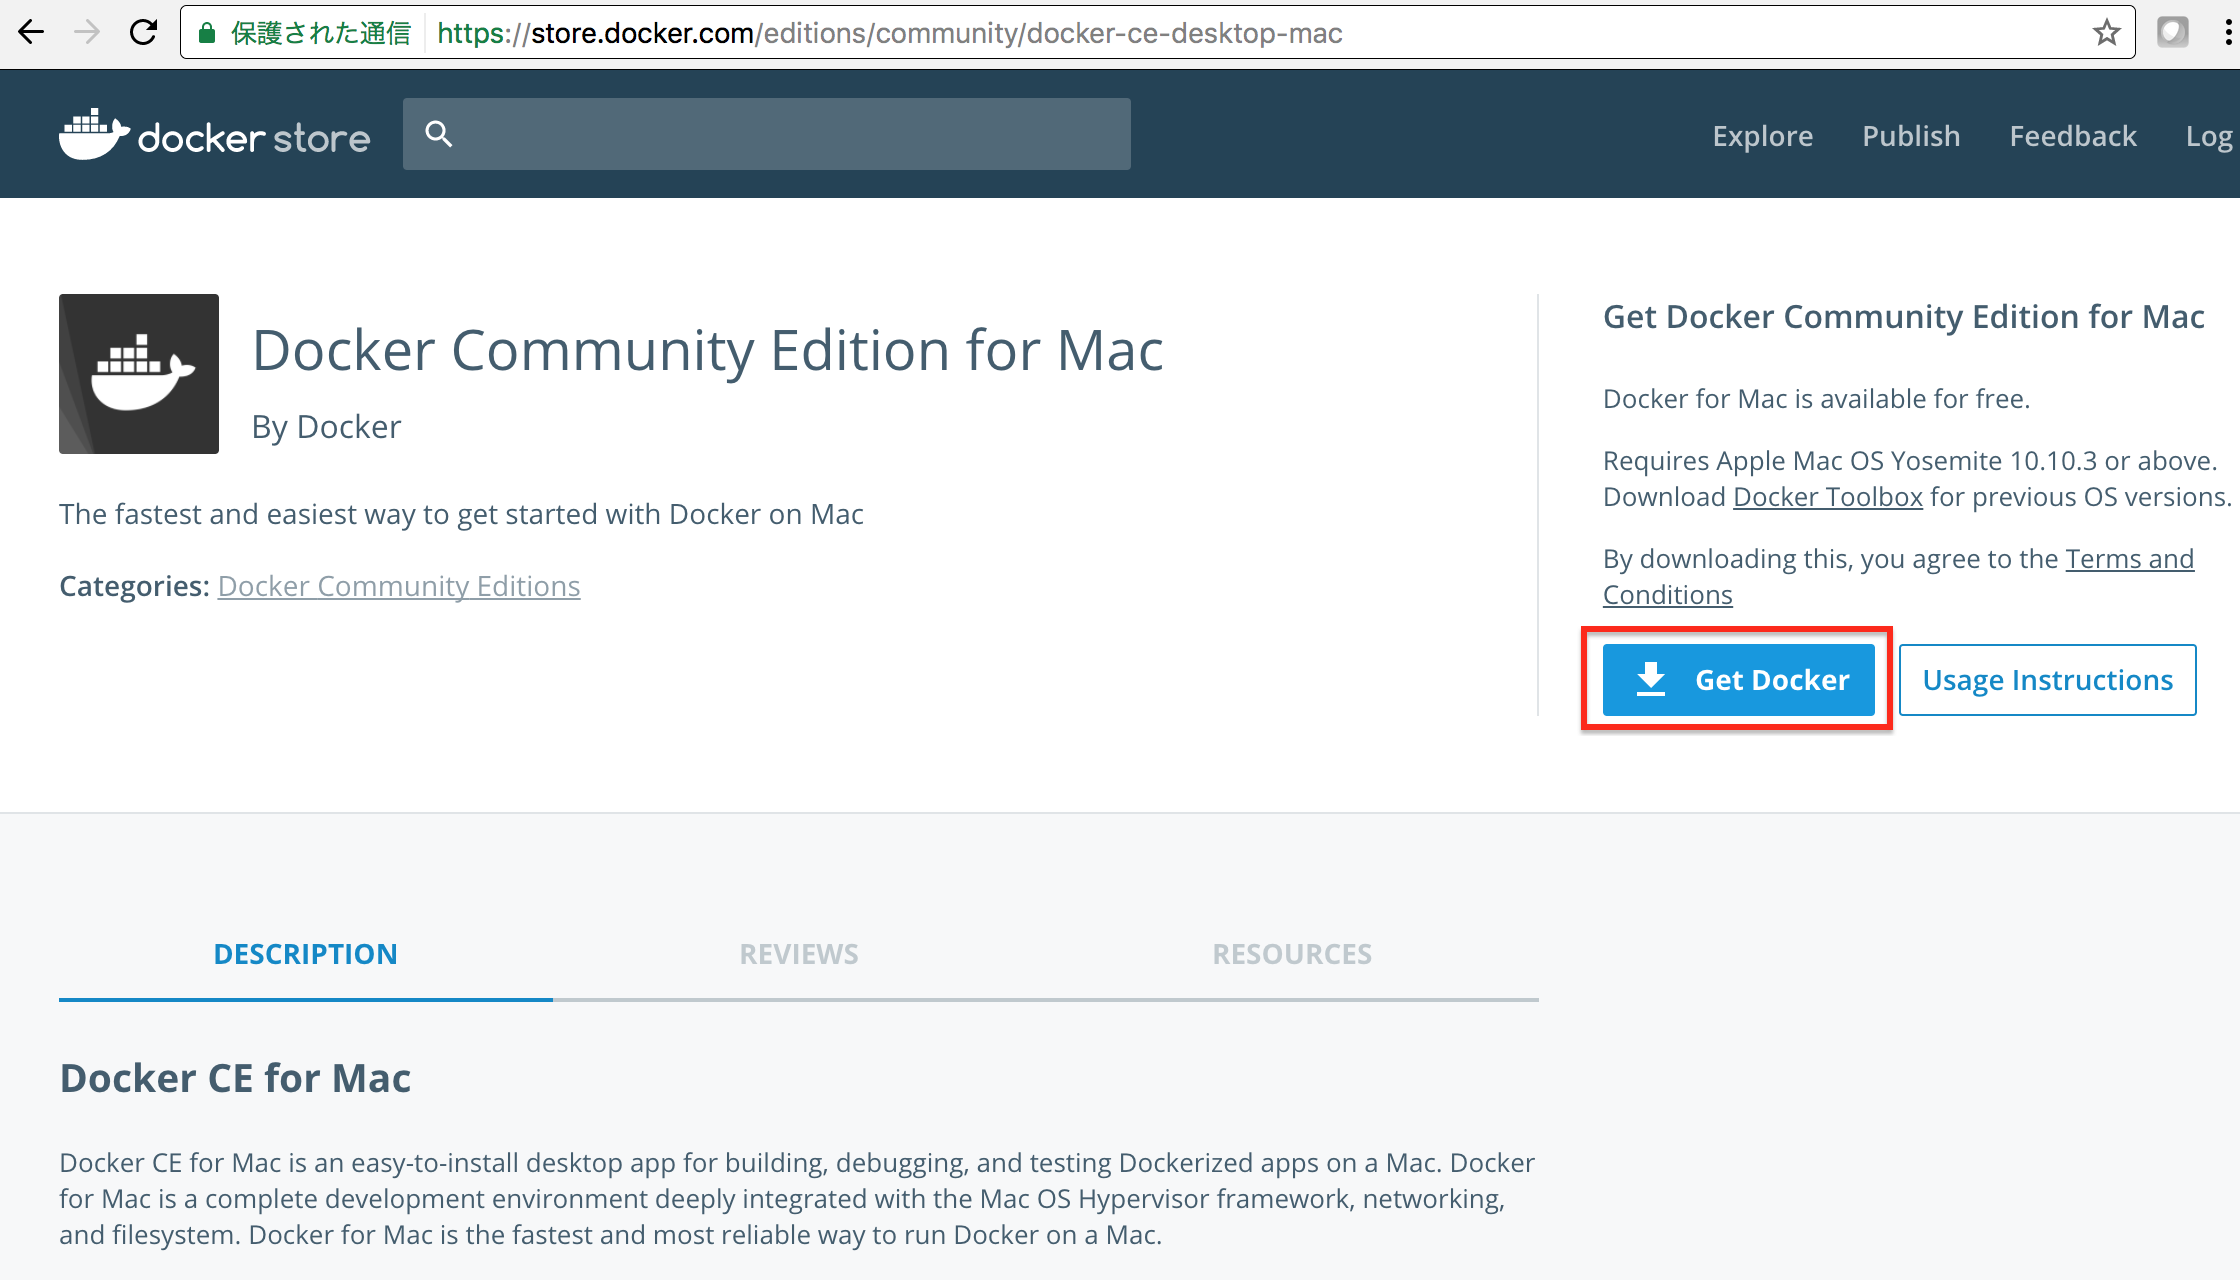 保護された通信 https://store.docker.com/editions/community/docker-ce-desktop-mac
docker store
Explore Publish Feedback Log
Docker Community Edition for Mac
By Docker
The fastest and easiest way to get started with Docker on Mac
Categories: Docker Community Editions
Get Docker Community Edition for Mac
Docker for Mac is available for free.
Requires Apple Mac OS Yosemite 10.10.3 or above.
Download Docker Toolbox for previous OS versions.
By downloading this, you agree to the Terms and
Conditions
Get Docker Usage Instructions
DESCRIPTION REVIEWS RESOURCES
Docker CE for Mac
Docker CE for Mac is an easy-to-install desktop app for building, debugging, and testing Dockerized apps on a Mac. Docker
for Mac is a complete development environment deeply integrated with the Mac OS Hypervisor framework, networking,
and filesystem. Docker for Mac is the fastest and most reliable way to run Docker on a Mac.